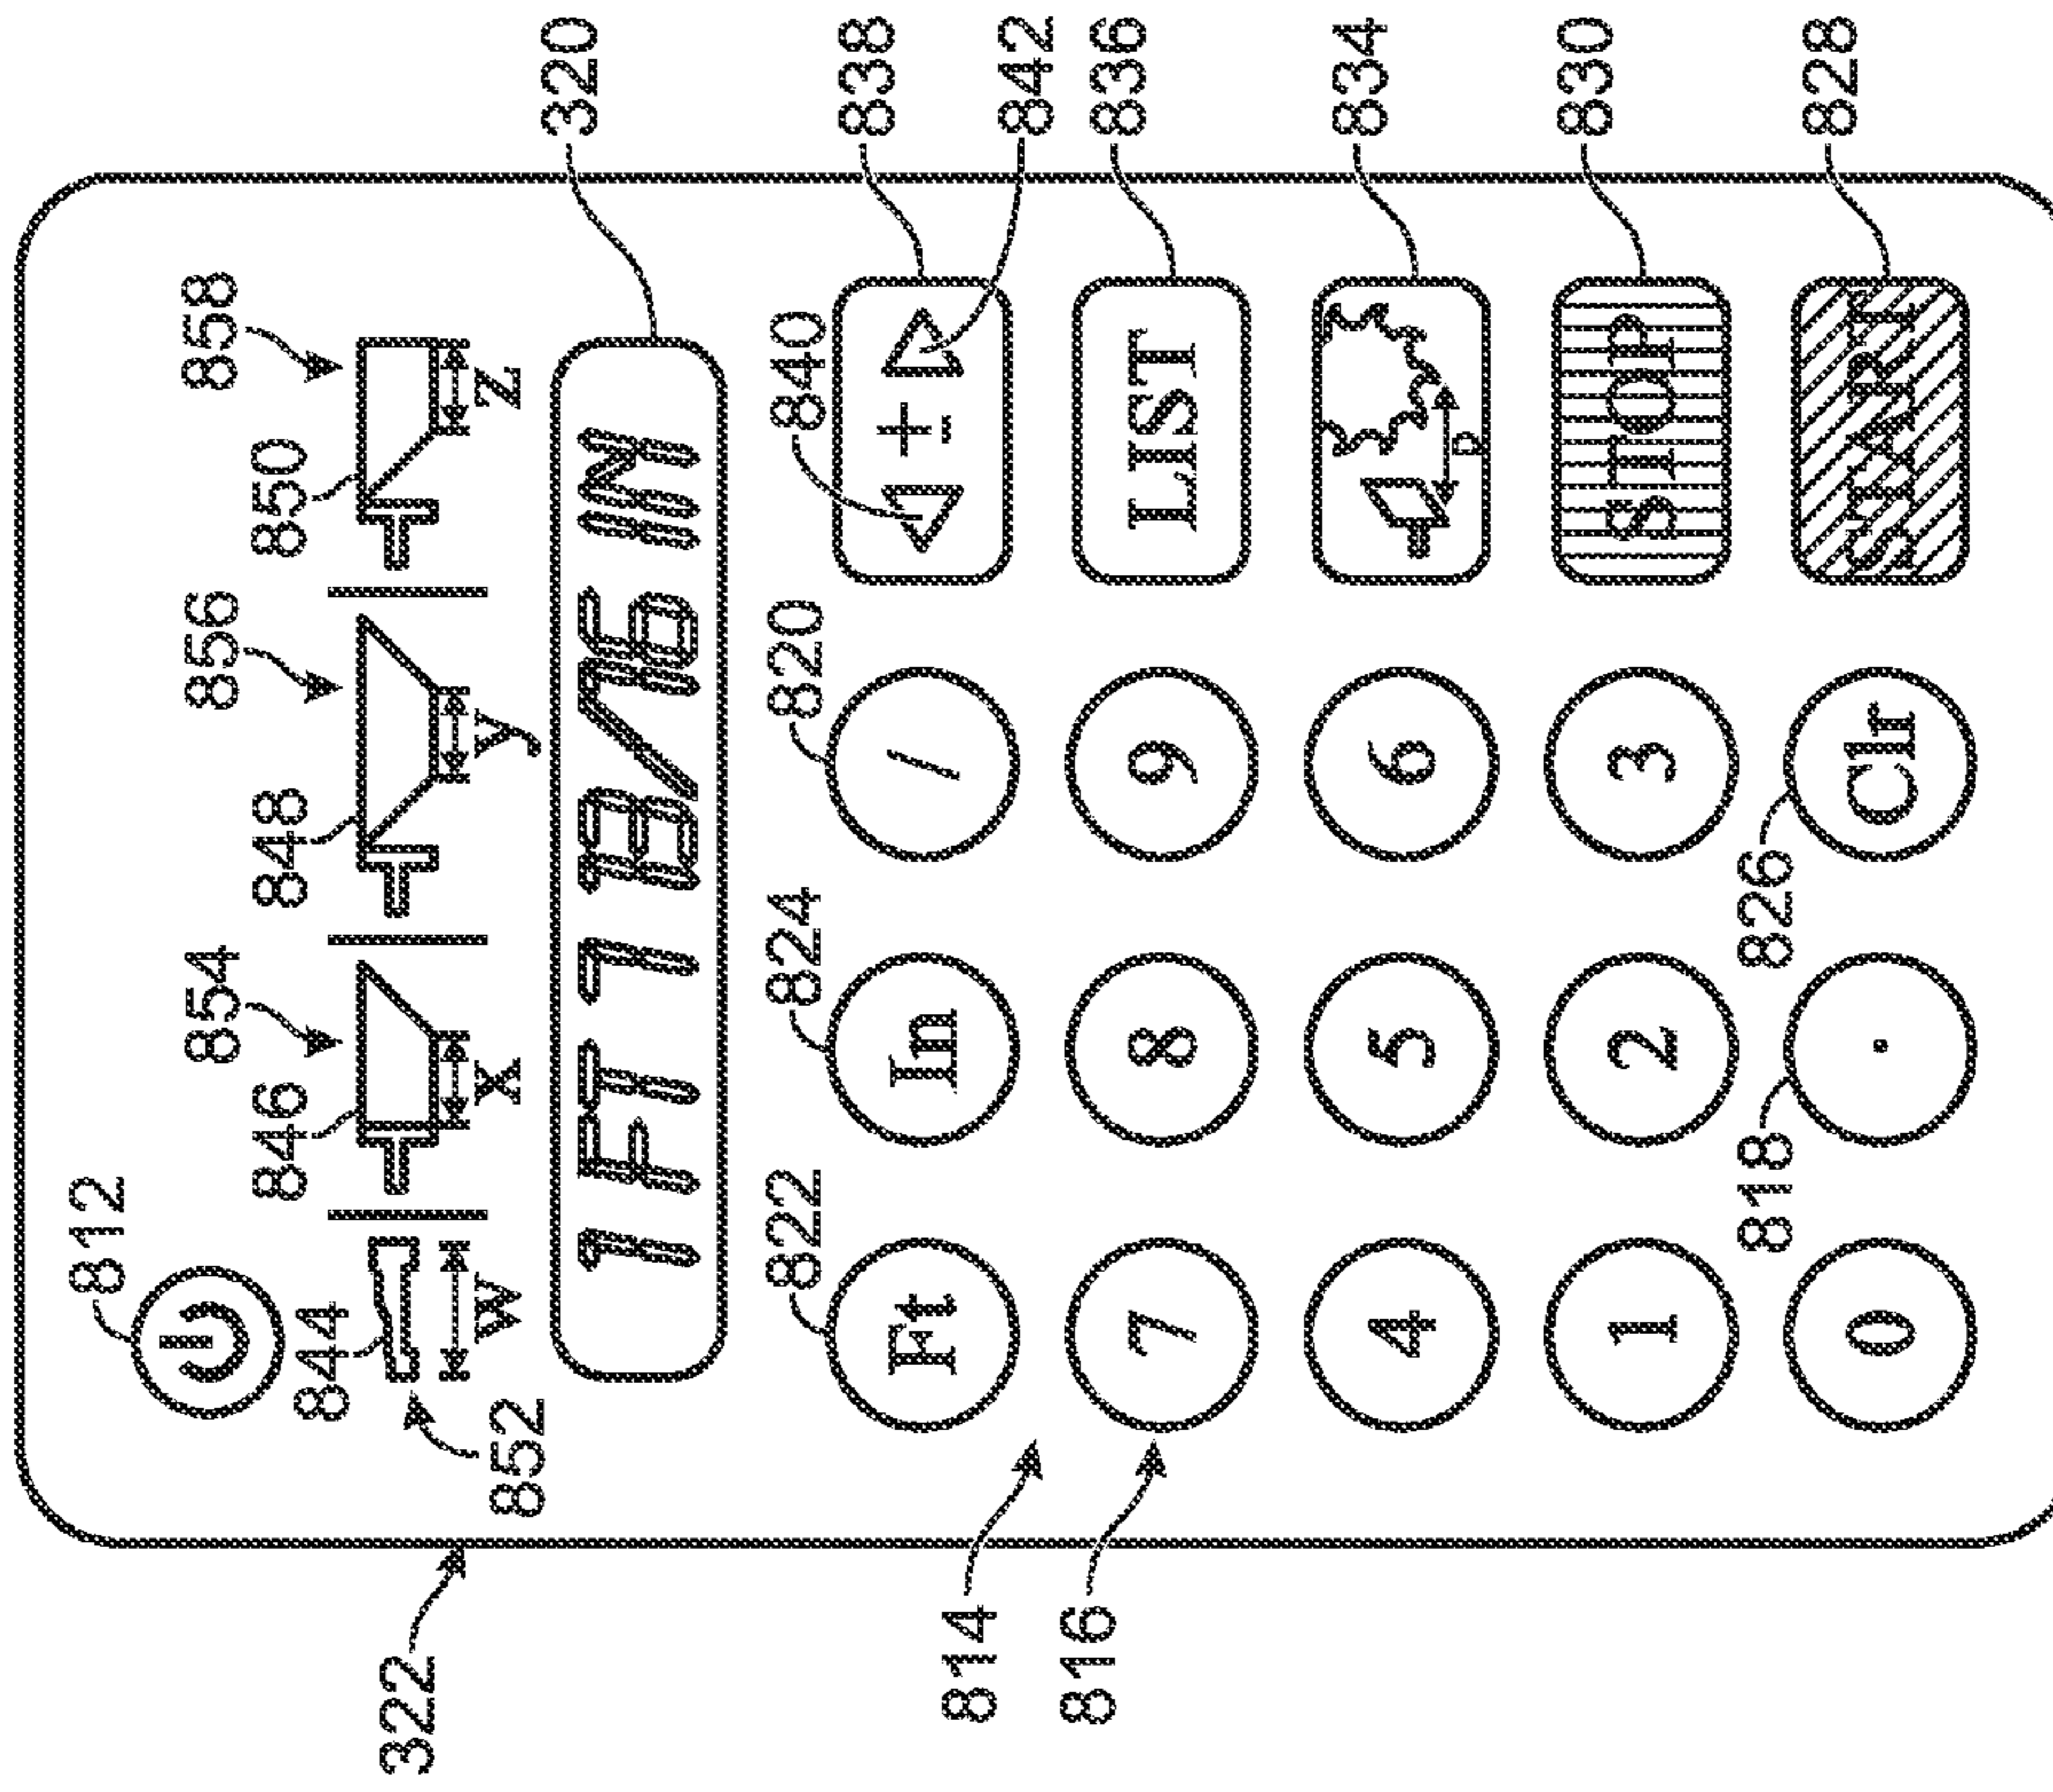 812
854 856 858
846 848 850
844
322
852
W X y Z
320
1 FT 7 13/16 IN
822 824 820 840
838
Ft In / ±
814
842
816 836
7 8 9 LIST
834
4 5 6
D
830
1 2 3 STOP
818 826
828
0 . Clr START